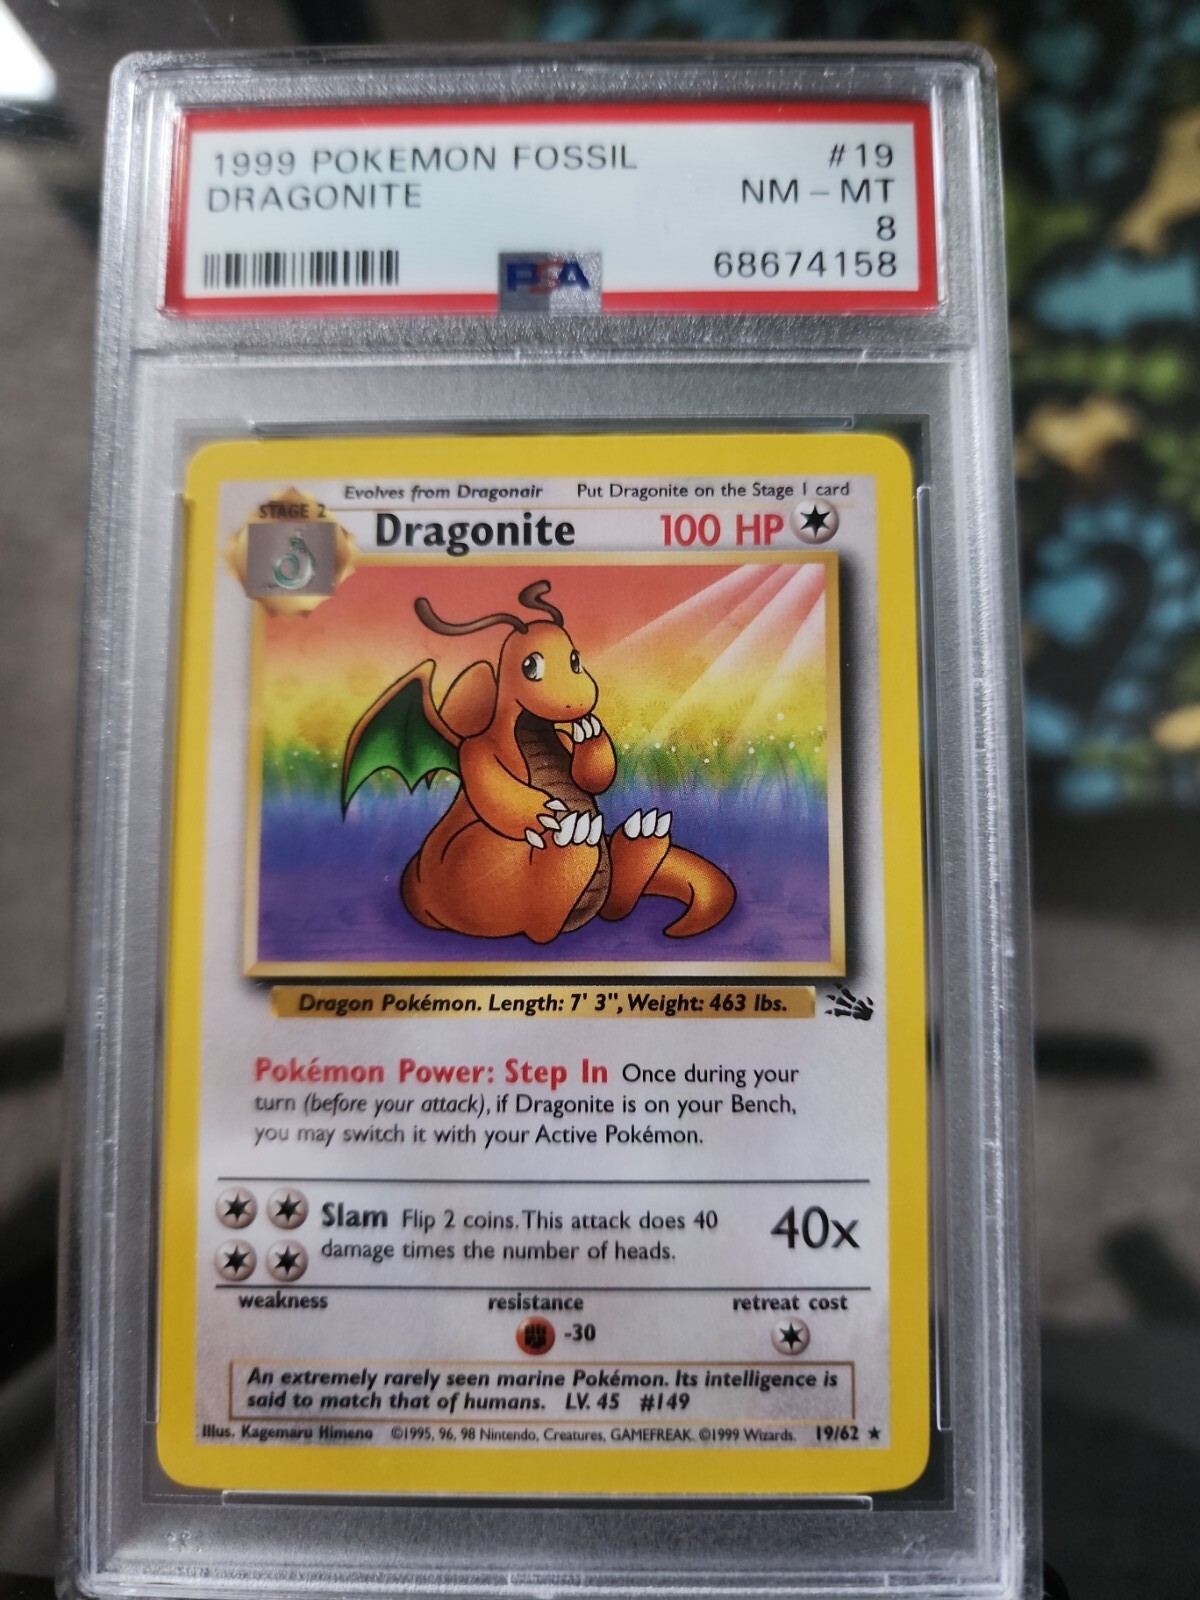 1999 POKEMON FOSSIL #19
DRAGONITE NM - MT
8
PSA 68674158
Evolves from Dragonair Put Dragonite on the Stage 1 card
STAGE 2
Dragonite 100 HP
Dragon Pokémon. Length: 7' 3", Weight: 463 lbs.
Pokémon Power: Step In Once during your
turn (before your attack), if Dragonite is on your Bench,
you may switch it with your Active Pokémon.
Slam Flip 2 coins. This attack does 40
damage times the number of heads.
40x
weakness resistance retreat cost
-30
An extremely rarely seen marine Pokémon. Its intelligence is
said to match that of humans. LV. 45 #149
Illus. Kagemaru Himeno ©1995, 96, 98 Nintendo, Creatures, GAMEFREAK. ©1999 Wizards. 19/62 ★